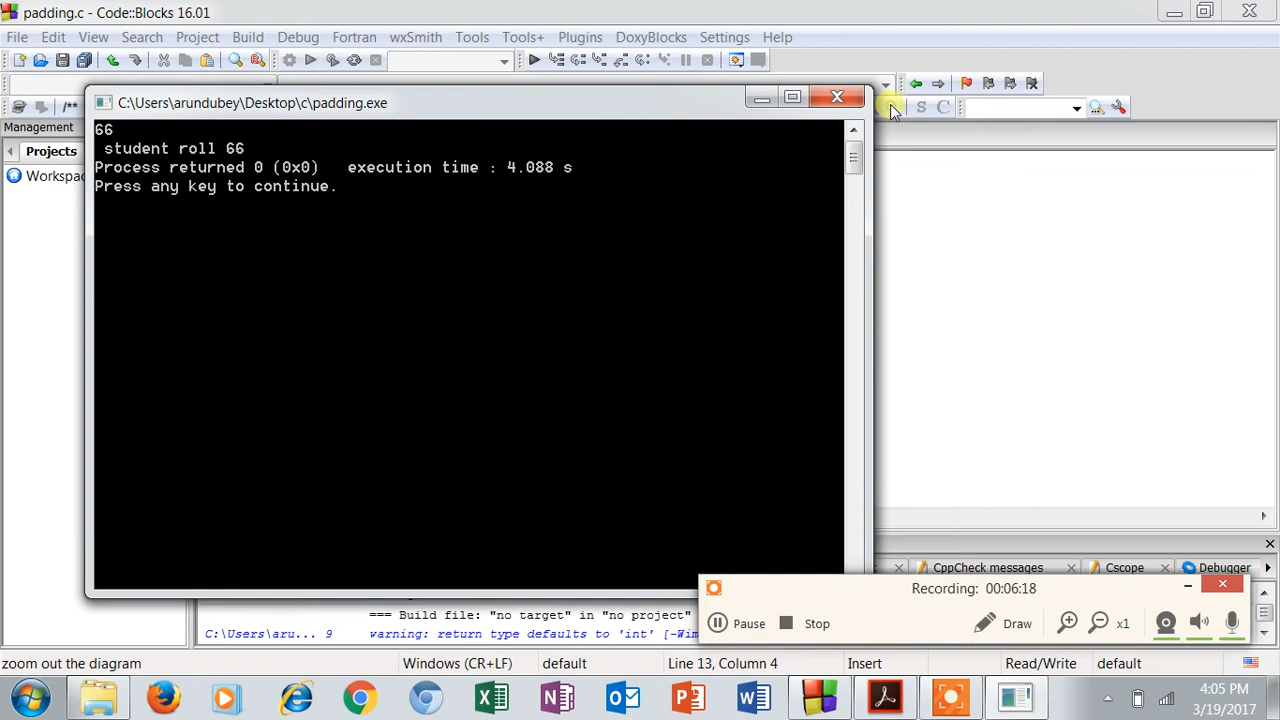 padding.c - Code::Blocks 16.01
File Edit View Search Project Build Debug Fortran wxSmith Tools Tools+ Plugins DoxyBlocks Settings Help
C:\Users\arundubey\Desktop\c\padding.exe
/** S C
Management
Projects
Workspac
66
student roll 66
Process returned 0 (0x0) execution time : 4.088 s
Press any key to continue.
CppCheck messages Cscope Debugger
Recording: 00:06:18
Pause Stop Draw x1
=== Build file: "no target" in "no project"
C:\Users\aru... 9 warning: return type defaults to 'int' [-Wim
zoom out the diagram Windows (CR+LF) default Line 13, Column 4 Insert Read/Write default
4:05 PM
3/19/2017